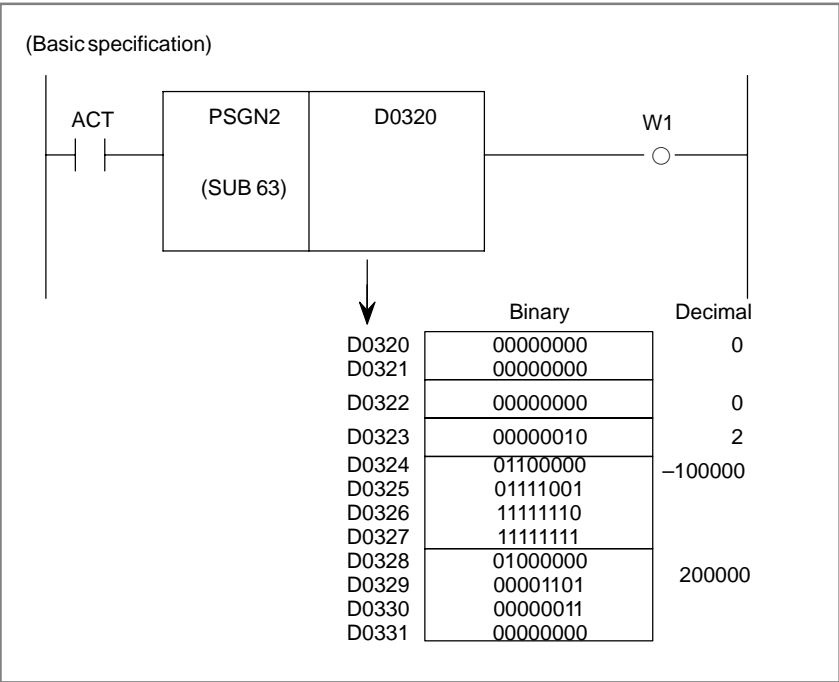 (Basic specification)
ACT
PSGN2
D0320
W1
(SUB 63)
Binary Decimal
D0320 00000000 0
D0321 00000000
D0322 00000000 0
D0323 00000010 2
D0324 01100000 –100000
D0325 01111001
D0326 11111110
D0327 11111111
D0328 01000000 200000
D0329 00001101
D0330 00000011
D0331 00000000